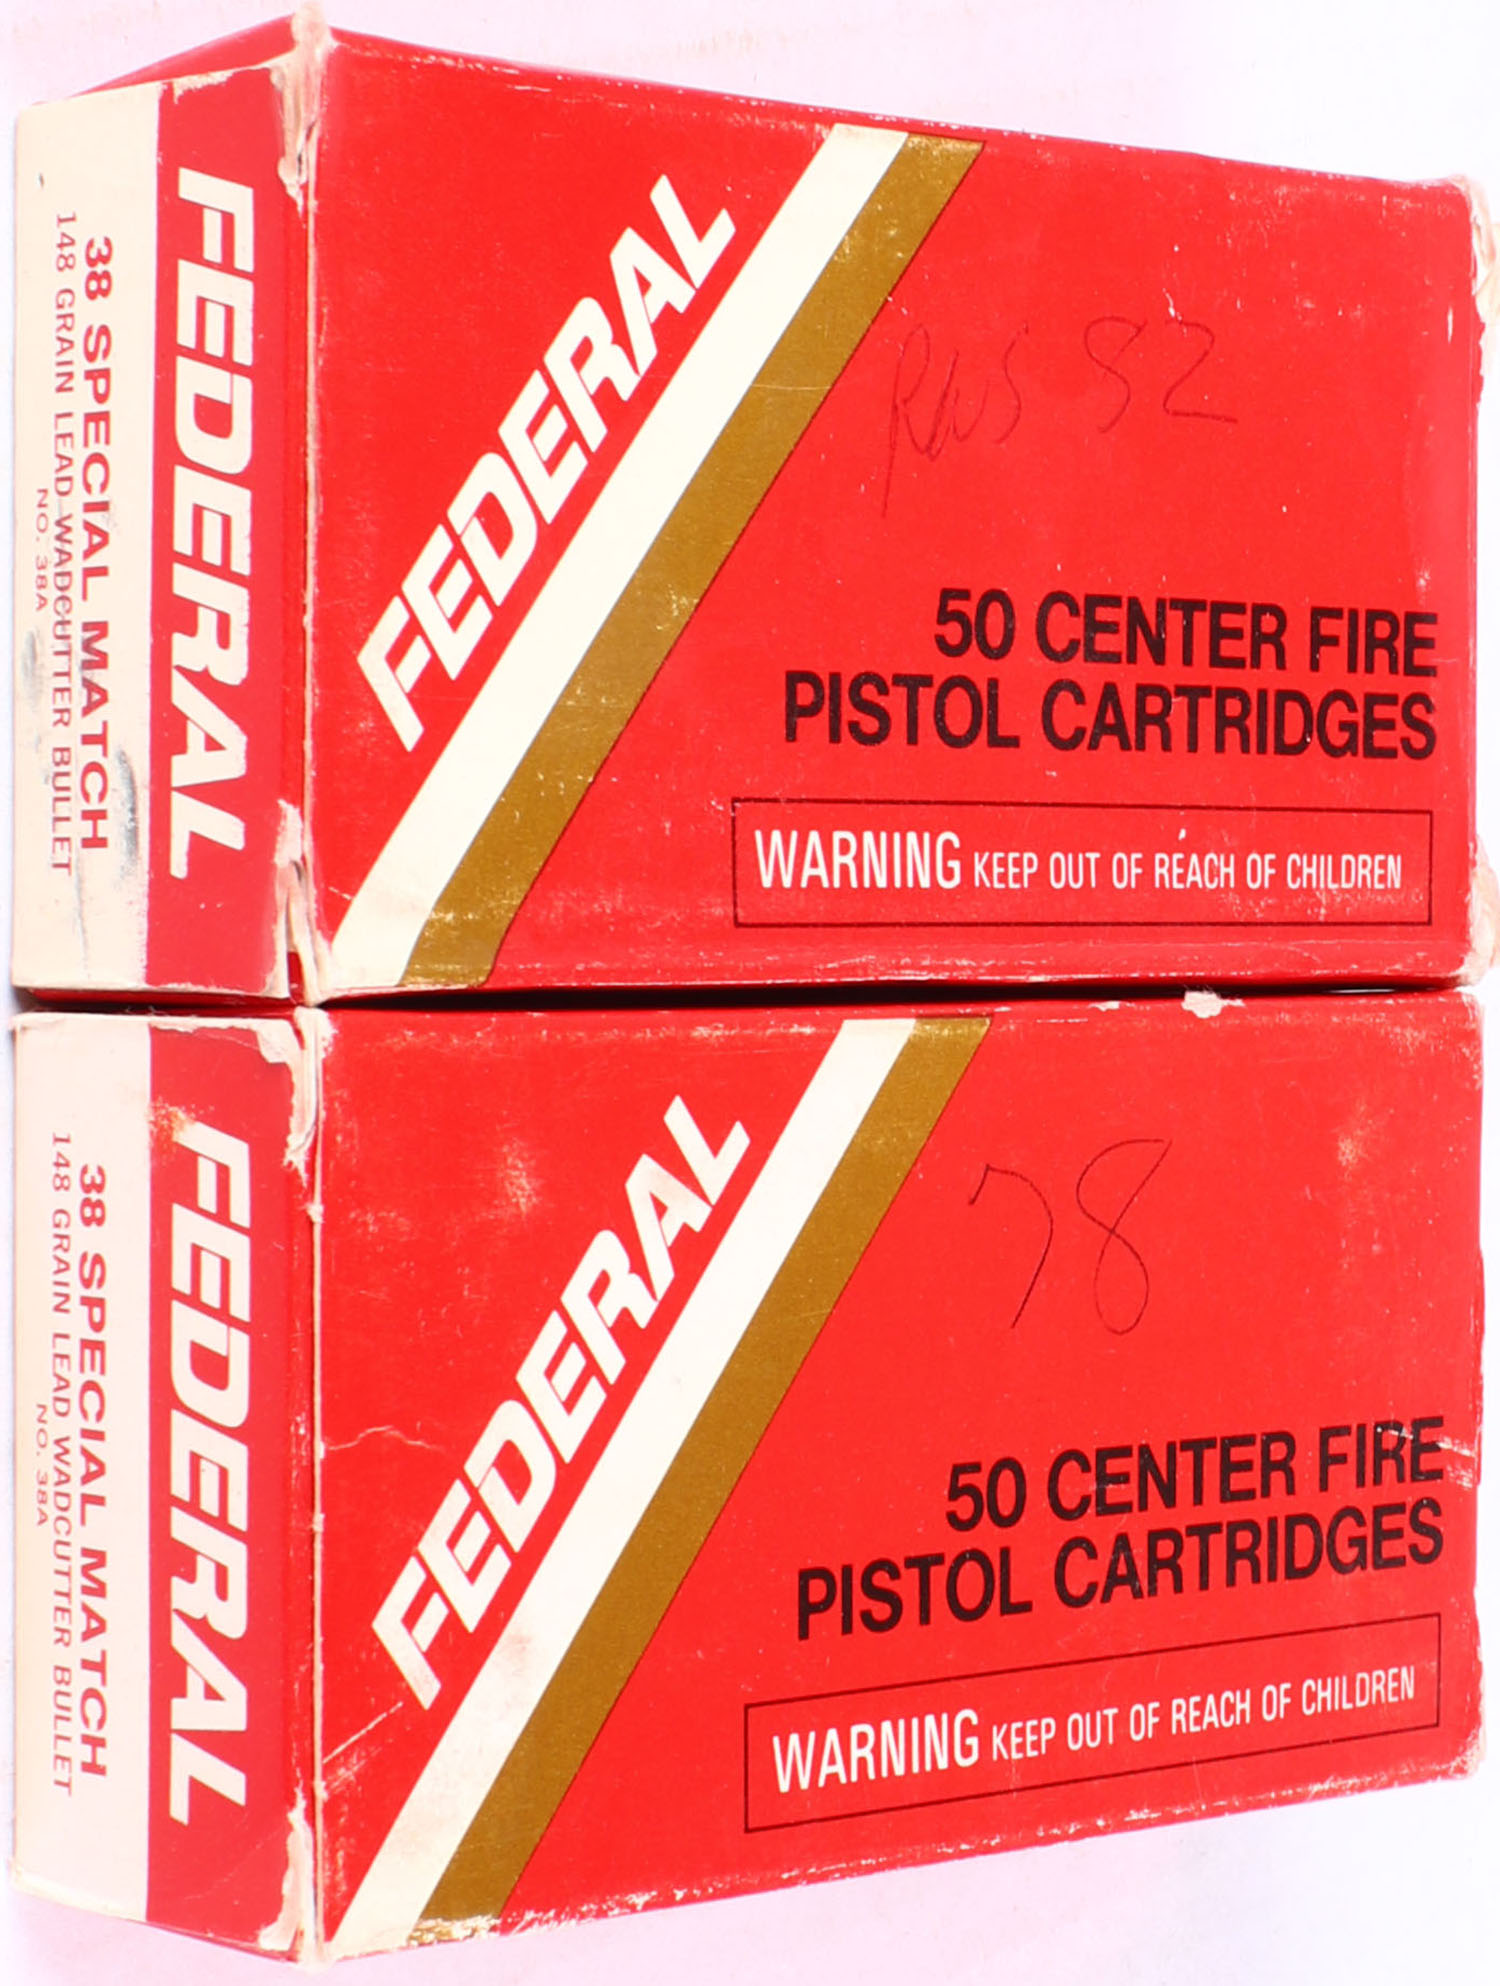 FEDERAL
38 SPECIAL MATCH
148 GRAIN LEAD WADCUTTER BULLET
NO. 38A
FEDERAL
50 CENTER FIRE
PISTOL CARTRIDGES
WARNING KEEP OUT OF REACH OF CHILDREN
FEDERAL
38 SPECIAL MATCH
148 GRAIN LEAD WADCUTTER BULLET
NO. 38A
FEDERAL
78
50 CENTER FIRE
PISTOL CARTRIDGES
WARNING KEEP OUT OF REACH OF CHILDREN